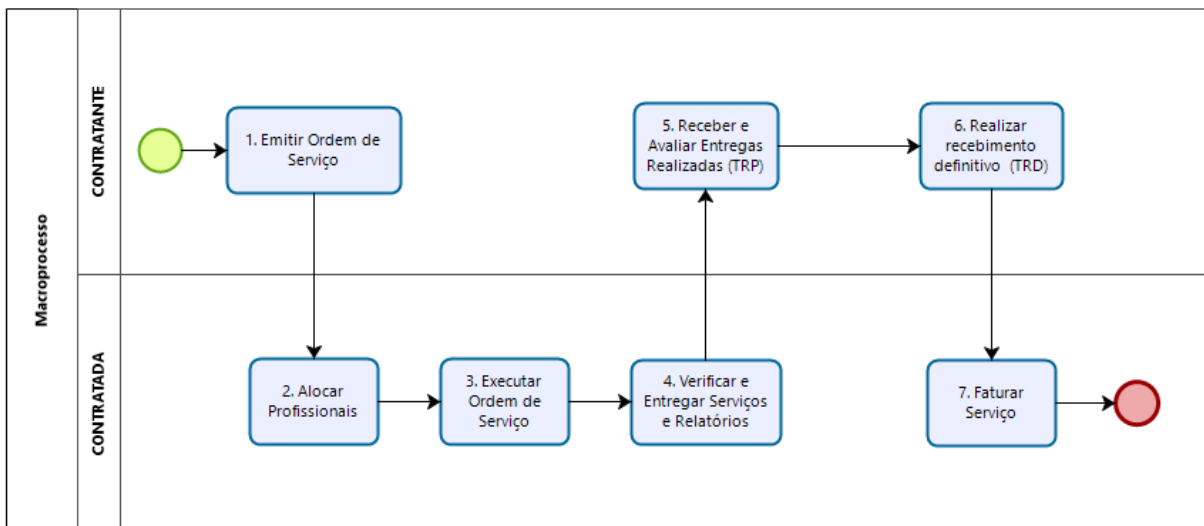 Macroprocesso
CONTRATANTE
1. Emitir Ordem de
Serviço
5. Receber e
Avaliar Entregas
Realizadas (TRP)
6. Realizar
recebimento
definitivo (TRD)
CONTRATADA
2. Alocar
Profissionais
3. Executar
Ordem de
Serviço
4. Verificar e
Entregar Serviços
e Relatórios
7. Faturar
Serviço